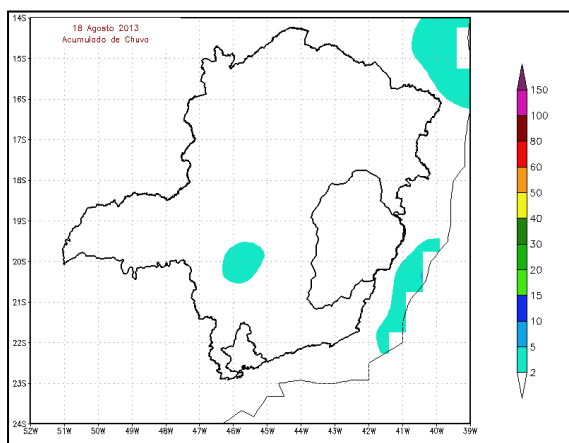 18 Agosto 2013
Acumulado de Chuva
14S
15S
16S
17S
18S
19S
20S
21S
22S
23S
24S
52W 51W 50W 49W 48W 47W 46W 45W 44W 43W 42W 41W 40W 39W
150
100
80
60
50
40
30
20
15
10
5
2